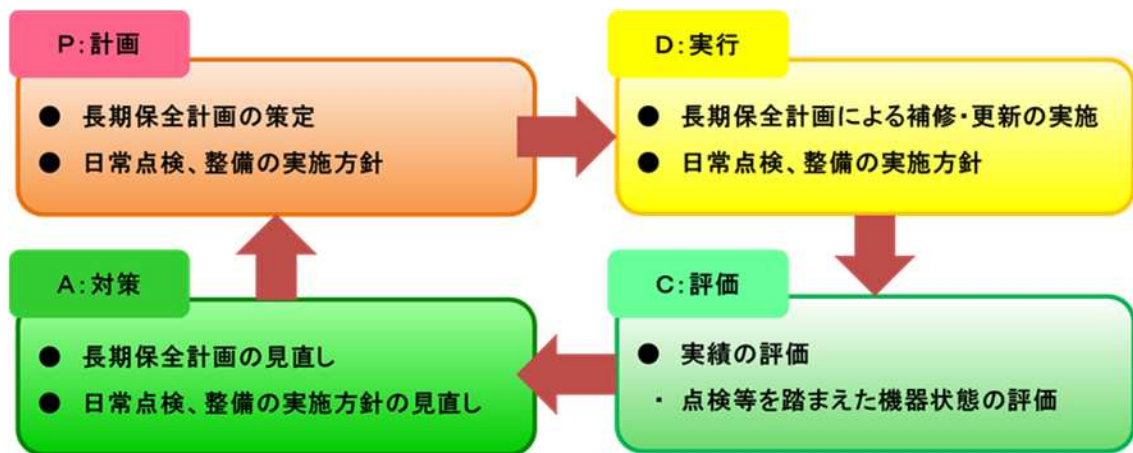 P:計画
● 長期保全計画の策定
● 日常点検、整備の実施方針
D:実行
● 長期保全計画による補修・更新の実施
● 日常点検、整備の実施方針
C:評価
● 実績の評価
・ 点検等を踏まえた機器状態の評価
A:対策
● 長期保全計画の見直し
● 日常点検、整備の実施方針の見直し